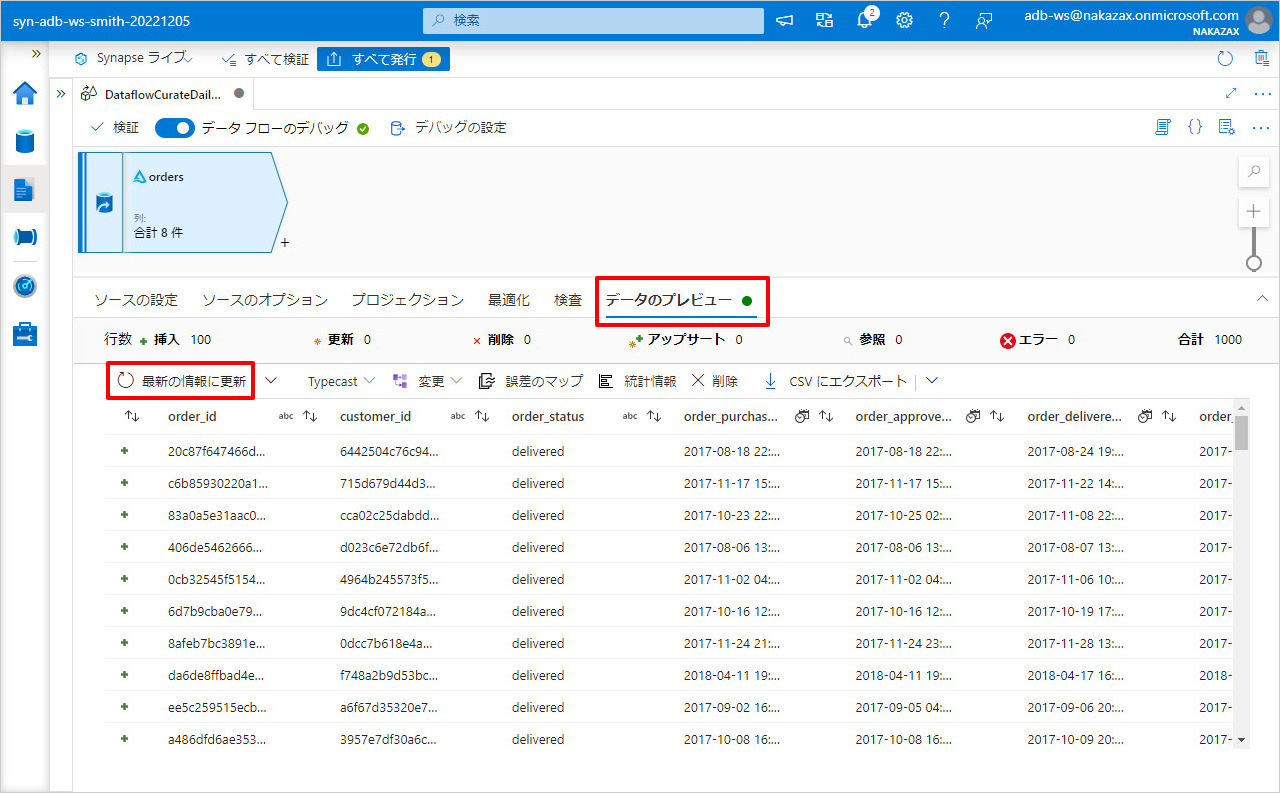 syn-adb-ws-smith-20221205
検索
2
adb-ws@nakazax.onmicrosoft.com
NAKAZAX
Synapse ライブ
すべて検証
すべて発行 1
DataflowCurateDail...
検証
データ フローのデバッグ
デバッグの設定
{}
orders
列:
合計 8 件
+
ソースの設定 ソースのオプション プロジェクション 最適化 検査 データのプレビュー
行数 挿入 100 更新 0 削除 0 アップサート 0 参照 0 エラー 0 合計 1000
最新の情報に更新 Typecast 変更 誤差のマップ 統計情報 削除 CSV にエクスポート
order_id abc customer_id abc order_status abc order_purchas... order_approve... order_delivere... order_
20c87f647466d... 6442504c76c94... delivered 2017-08-18 22:... 2017-08-18 22:... 2017-08-24 19:... 2017-
c6b85930220a1... 715d679d44d3... delivered 2017-11-17 15:... 2017-11-17 15:... 2017-11-22 14:... 2017-
83a0a5e31aac0... cca02c25dabdd... delivered 2017-10-23 22:... 2017-10-25 02:... 2017-11-08 22:... 2017-
406de5462666... d023c6e72db6f... delivered 2017-08-06 13:... 2017-08-06 13:... 2017-08-07 13:... 2017-
0cb32545f5154... 4964b245573f5... delivered 2017-11-02 04:... 2017-11-02 04:... 2017-11-06 10:... 2017-
6d7b9cba0e79... 9dc4cf072184a... delivered 2017-10-16 12:... 2017-10-16 12:... 2017-10-19 17:... 2017-
8afeb7bc3891e... 0dcc7b618e4a... delivered 2017-11-24 21:... 2017-11-24 23:... 2017-11-28 13:... 2017-
da6de8ffbad4e... f748a2b9d53bc... delivered 2018-04-11 19:... 2018-04-11 19:... 2018-04-17 16:... 2018-
ee5c259515ecb... a6f67d35320e7... delivered 2017-09-02 16:... 2017-09-05 04:... 2017-09-06 20:... 2017-
a486dfd6ae353... 3957e7df30a6c... delivered 2017-10-08 16:... 2017-10-08 16:... 2017-10-09 20:... 2017-